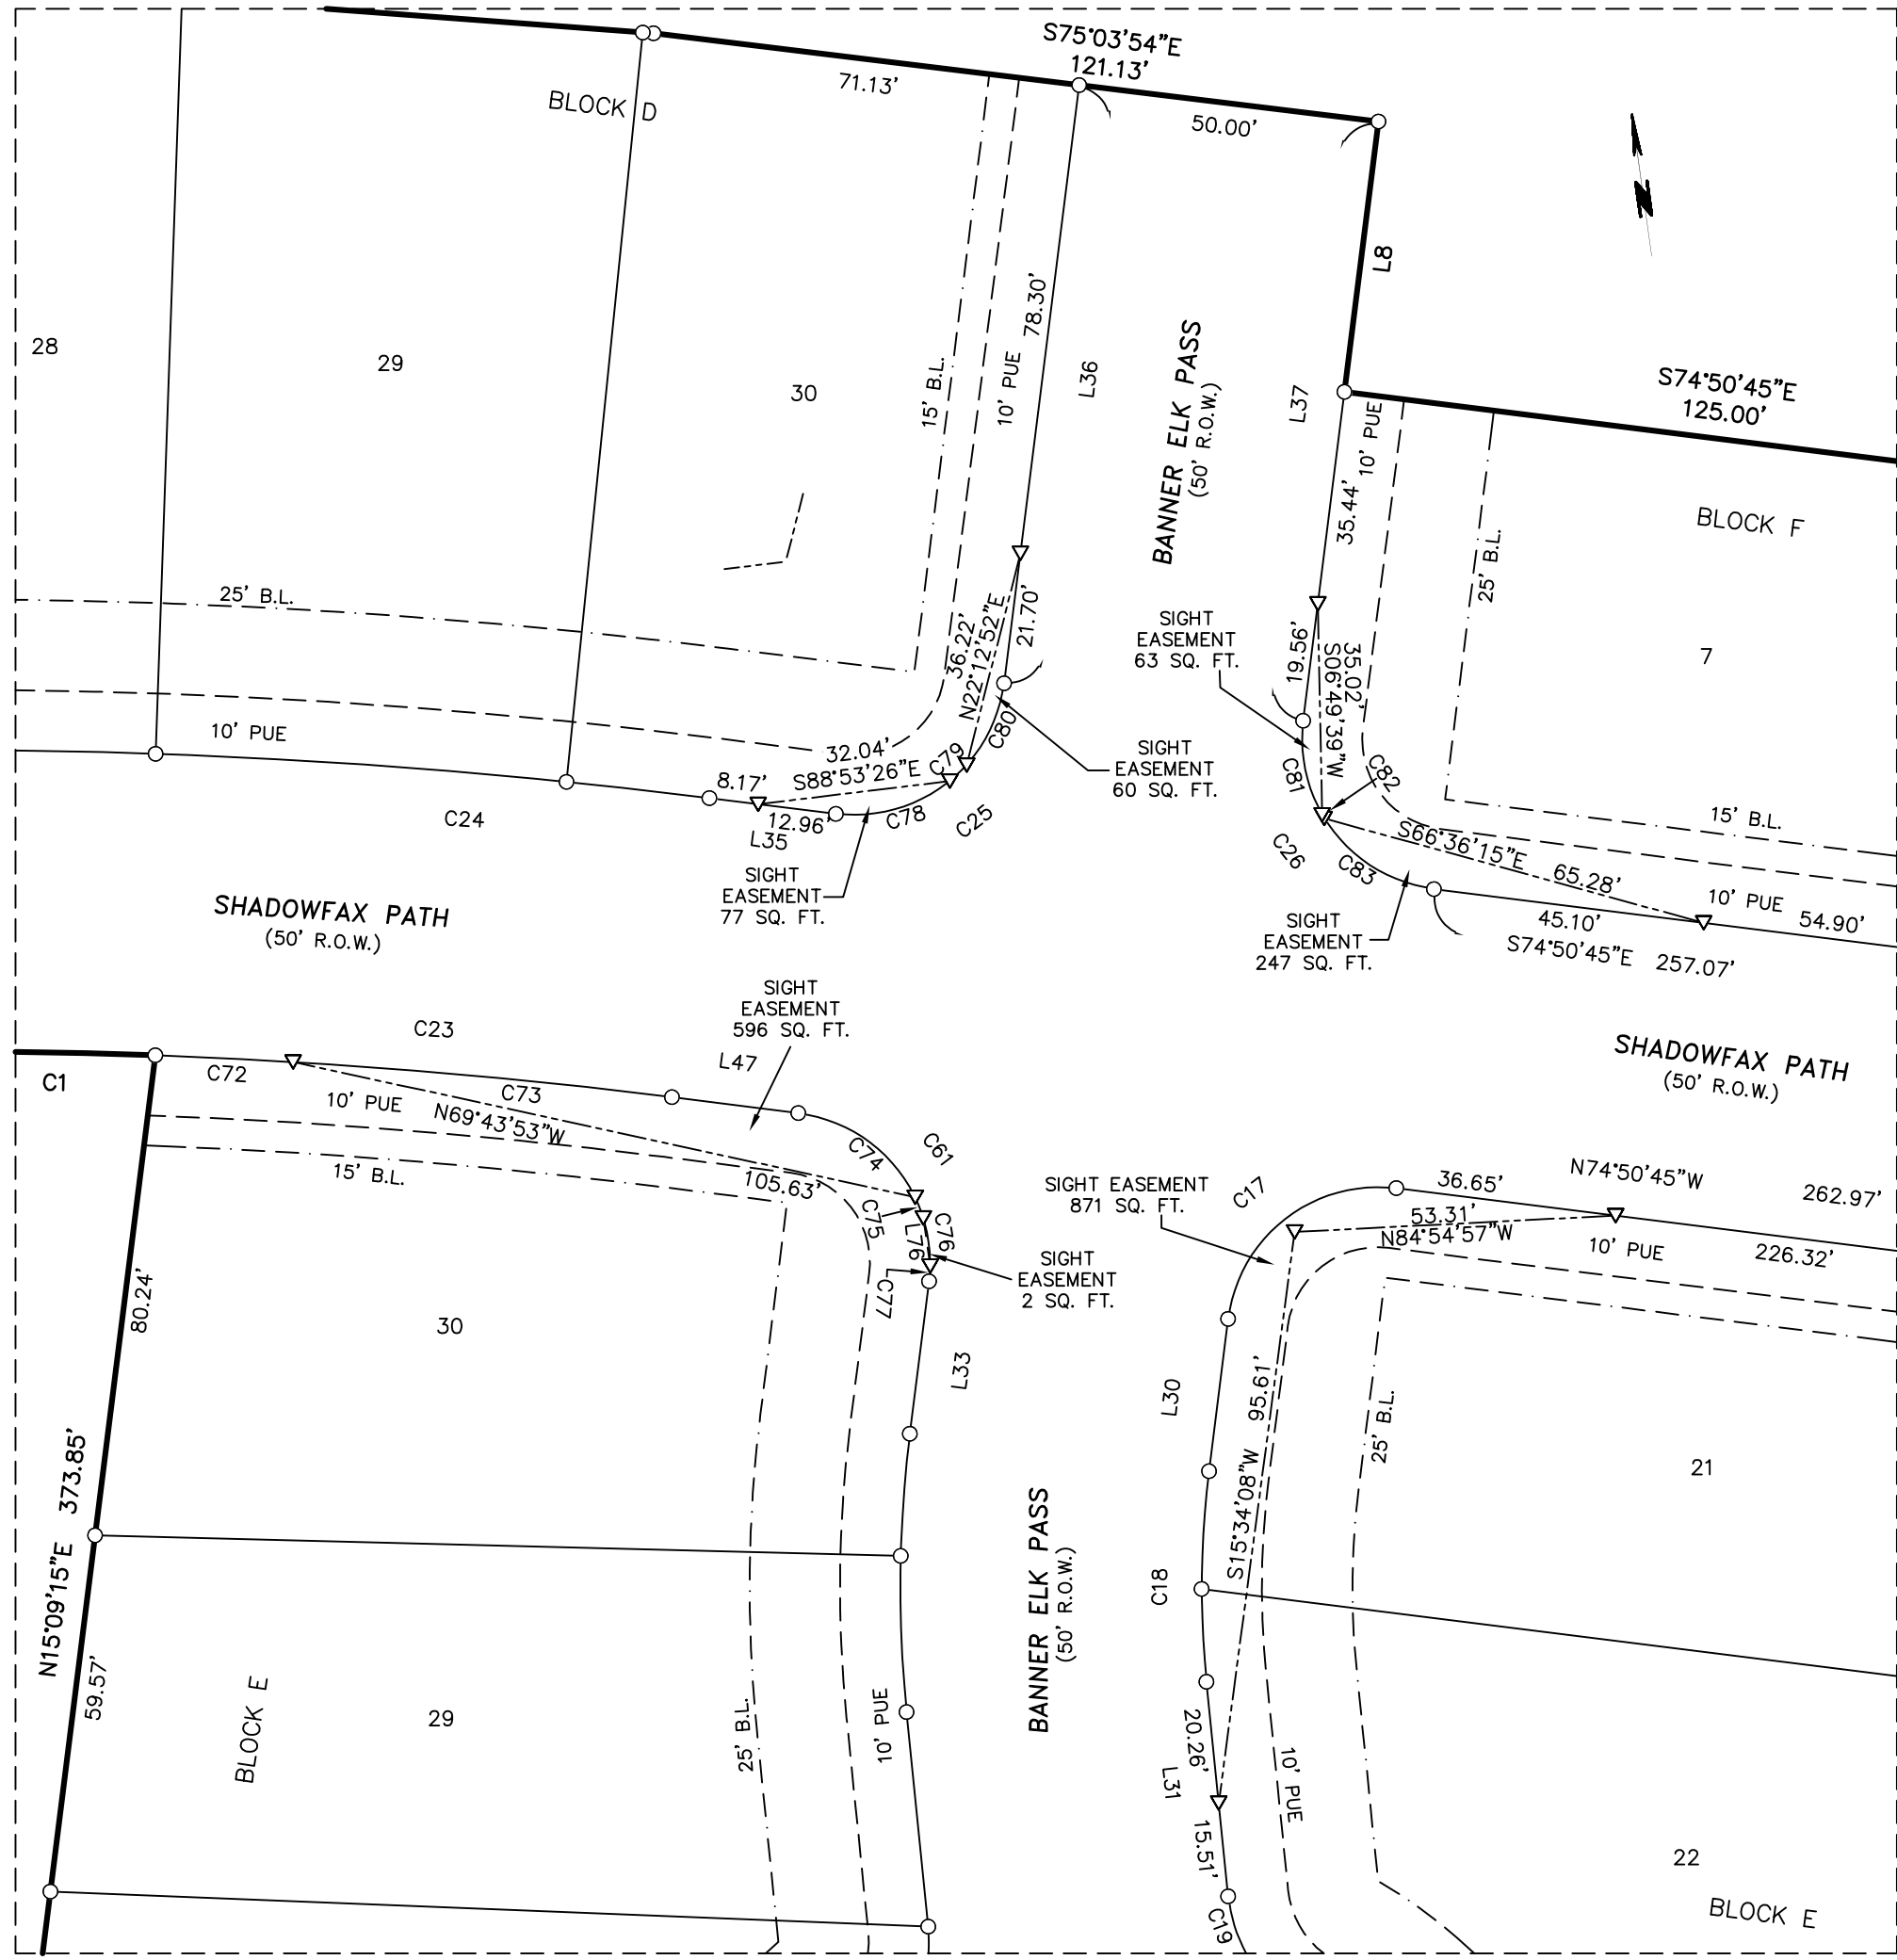 S75°03'54"E
121.13'
71.13'
50.00'
BLOCK D
L8
28
29
30
78.30'
15' B.L.
10' PUE
L36
BANNER ELK PASS
(50' R.O.W.)
L37
10' PUE
35.44'
S74°50'45"E
125.00'
BLOCK F
25' B.L.
7
25' B.L.
10' PUE
36.22'
N22°12'52"E
21.70'
SIGHT
EASEMENT
63 SQ. FT.
19.56'
35.02'
S06°49'39"W
C80
C79
32.04'
S88°53'26"E
8.17'
12.96'
L35
C78
C25
C24
SIGHT
EASEMENT
60 SQ. FT.
C81
C82
C26
C83
S66°36'15"E
65.28'
15' B.L.
10' PUE
54.90'
45.10'
S74°50'45"E 257.07'
SIGHT
EASEMENT
77 SQ. FT.
SIGHT
EASEMENT
247 SQ. FT.
SHADOWFAX PATH
(50' R.O.W.)
SIGHT
EASEMENT
596 SQ. FT.
C23
L47
C1
C72
C73
10' PUE
N69°43'53"W
105.63'
15' B.L.
C74
C61
C75
C76
L76
C77
SIGHT
EASEMENT
2 SQ. FT.
SHADOWFAX PATH
(50' R.O.W.)
SIGHT EASEMENT
871 SQ. FT.
C17
36.65'
N74°50'45"W
262.97'
53.31'
N84°54'57"W
10' PUE
226.32'
80.24'
30
L33
L30
95.61'
S15°34'08"W
25' B.L.
21
N15°09'15"E 373.85'
59.57'
BLOCK E
29
25' B.L.
10' PUE
BANNER ELK PASS
(50' R.O.W.)
C18
20.26'
L31
15.51'
10' PUE
C19
22
BLOCK E
N